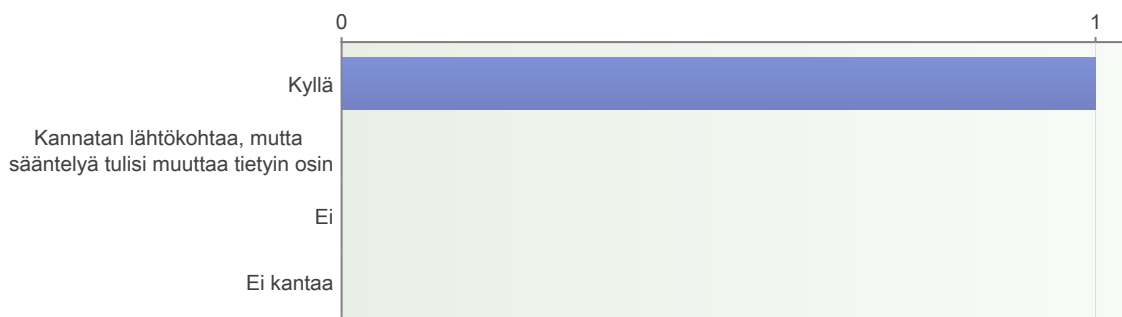 0 1
Kyllä
Kannatan lähtökohtaa, mutta
sääntelyä tulisi muuttaa tietyin osin
Ei
Ei kantaa